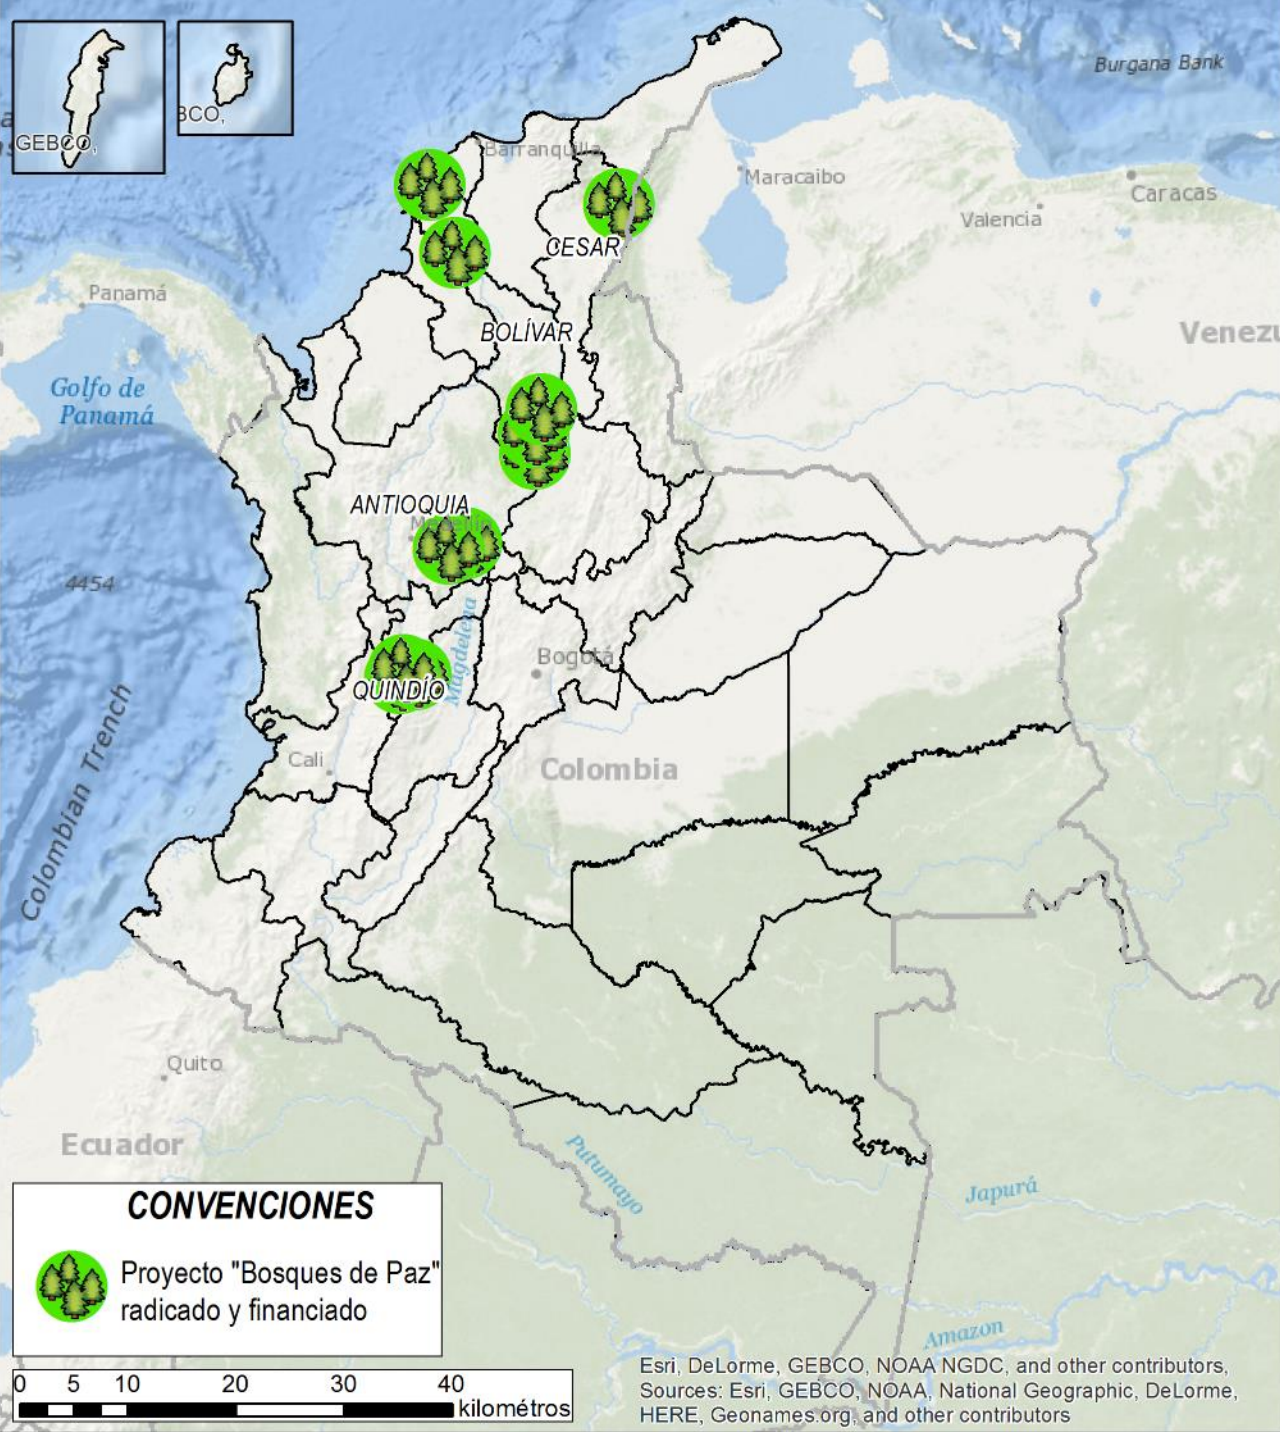 GEBCO,
BCO,
Burgana Bank
Barranquilla
Maracaibo
Caracas
Valencia
CESAR
Panamá
BOLÍVAR
Venezu
Golfo de
Panamá
ANTIOQUIA
4454
Magdelena
Bogotá
QUINDÍO
Cali
Colombia
Colombian Trench
Quito
Ecuador
Putumayo
Japurá
Amazon
CONVENCIONES
Proyecto "Bosques de Paz"
radicado y financiado
0 5 10 20 30 40
kilométros
Esri, DeLorme, GEBCO, NOAA NGDC, and other contributors,
Sources: Esri, GEBCO, NOAA, National Geographic, DeLorme,
HERE, Geonames.org, and other contributors